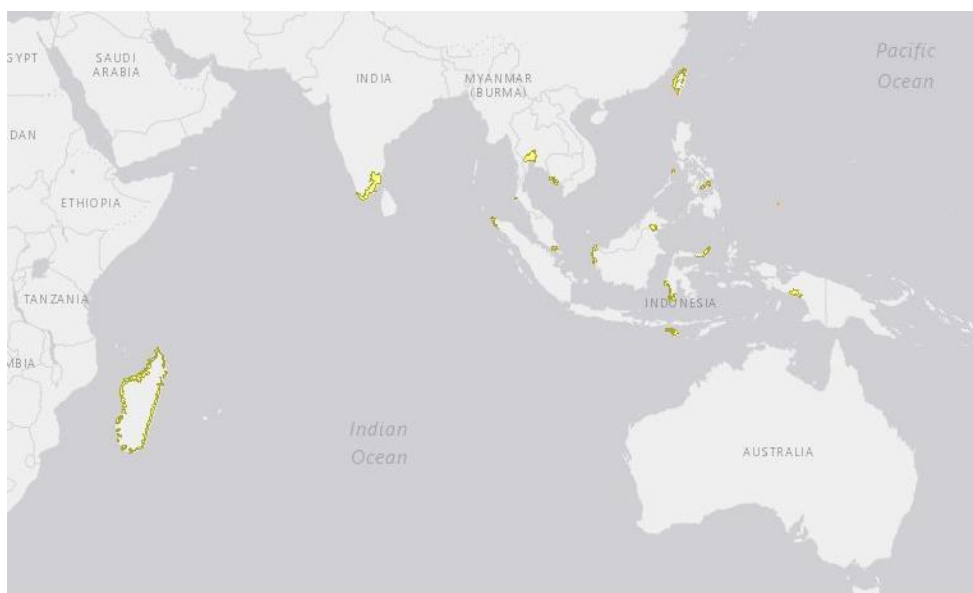 Pacific
Ocean
GYPT
SAUDI
ARABIA
INDIA
MYANMAR
(BURMA)
DAN
ETHIOPIA
TANZANIA
INDONESIA
MBIA
Indian
Ocean
AUSTRALIA